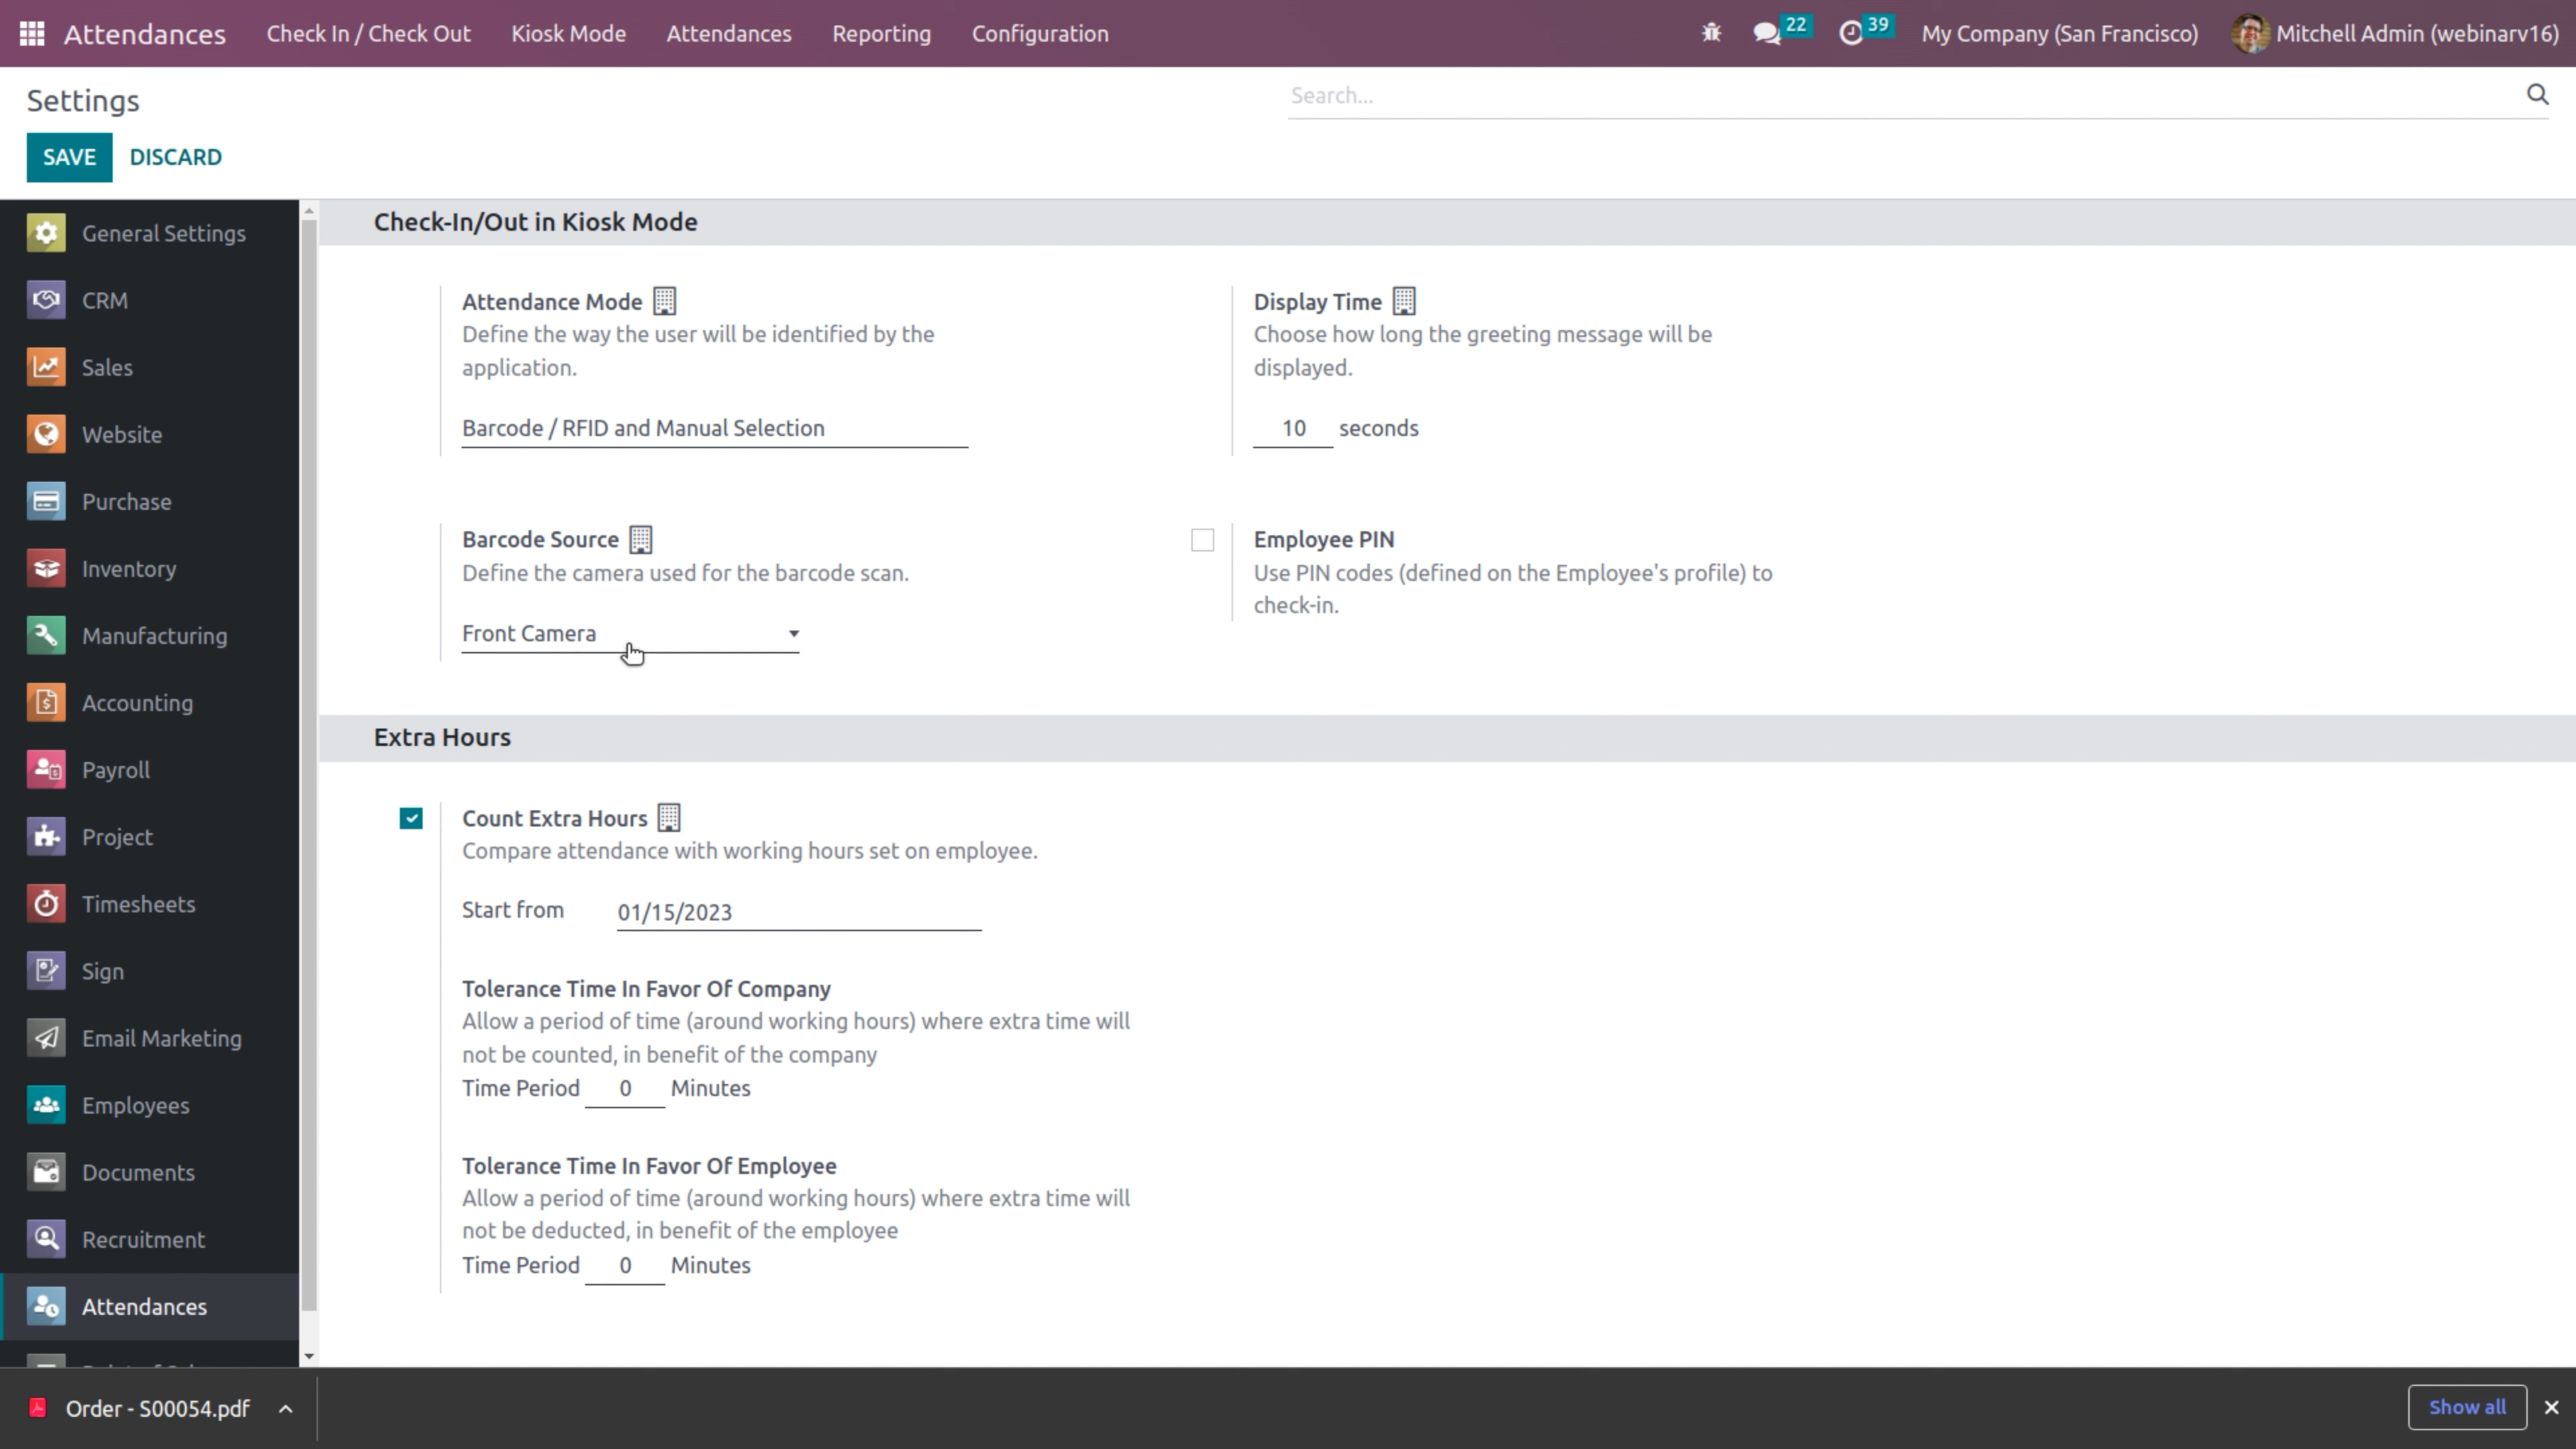 Attendances
Check In / Check Out
Kiosk Mode
Attendances
Reporting
Configuration
22
39
My Company (San Francisco)
Mitchell Admin (webinarv16)
Settings
Search...
SAVE
DISCARD
General Settings
CRM
Sales
Website
Purchase
Inventory
Manufacturing
Accounting
Payroll
Project
Timesheets
Sign
Email Marketing
Employees
Documents
Recruitment
Attendances
Check-In/Out in Kiosk Mode
Attendance Mode
Define the way the user will be identified by the
application.
Barcode / RFID and Manual Selection
Display Time
Choose how long the greeting message will be
displayed.
10 seconds
Barcode Source
Define the camera used for the barcode scan.
Front Camera
Employee PIN
Use PIN codes (defined on the Employee's profile) to
check-in.
Extra Hours
Count Extra Hours
Compare attendance with working hours set on employee.
Start from 01/15/2023
Tolerance Time In Favor Of Company
Allow a period of time (around working hours) where extra time will
not be counted, in benefit of the company
Time Period 0 Minutes
Tolerance Time In Favor Of Employee
Allow a period of time (around working hours) where extra time will
not be deducted, in benefit of the employee
Time Period 0 Minutes
Order - S00054.pdf
Show all